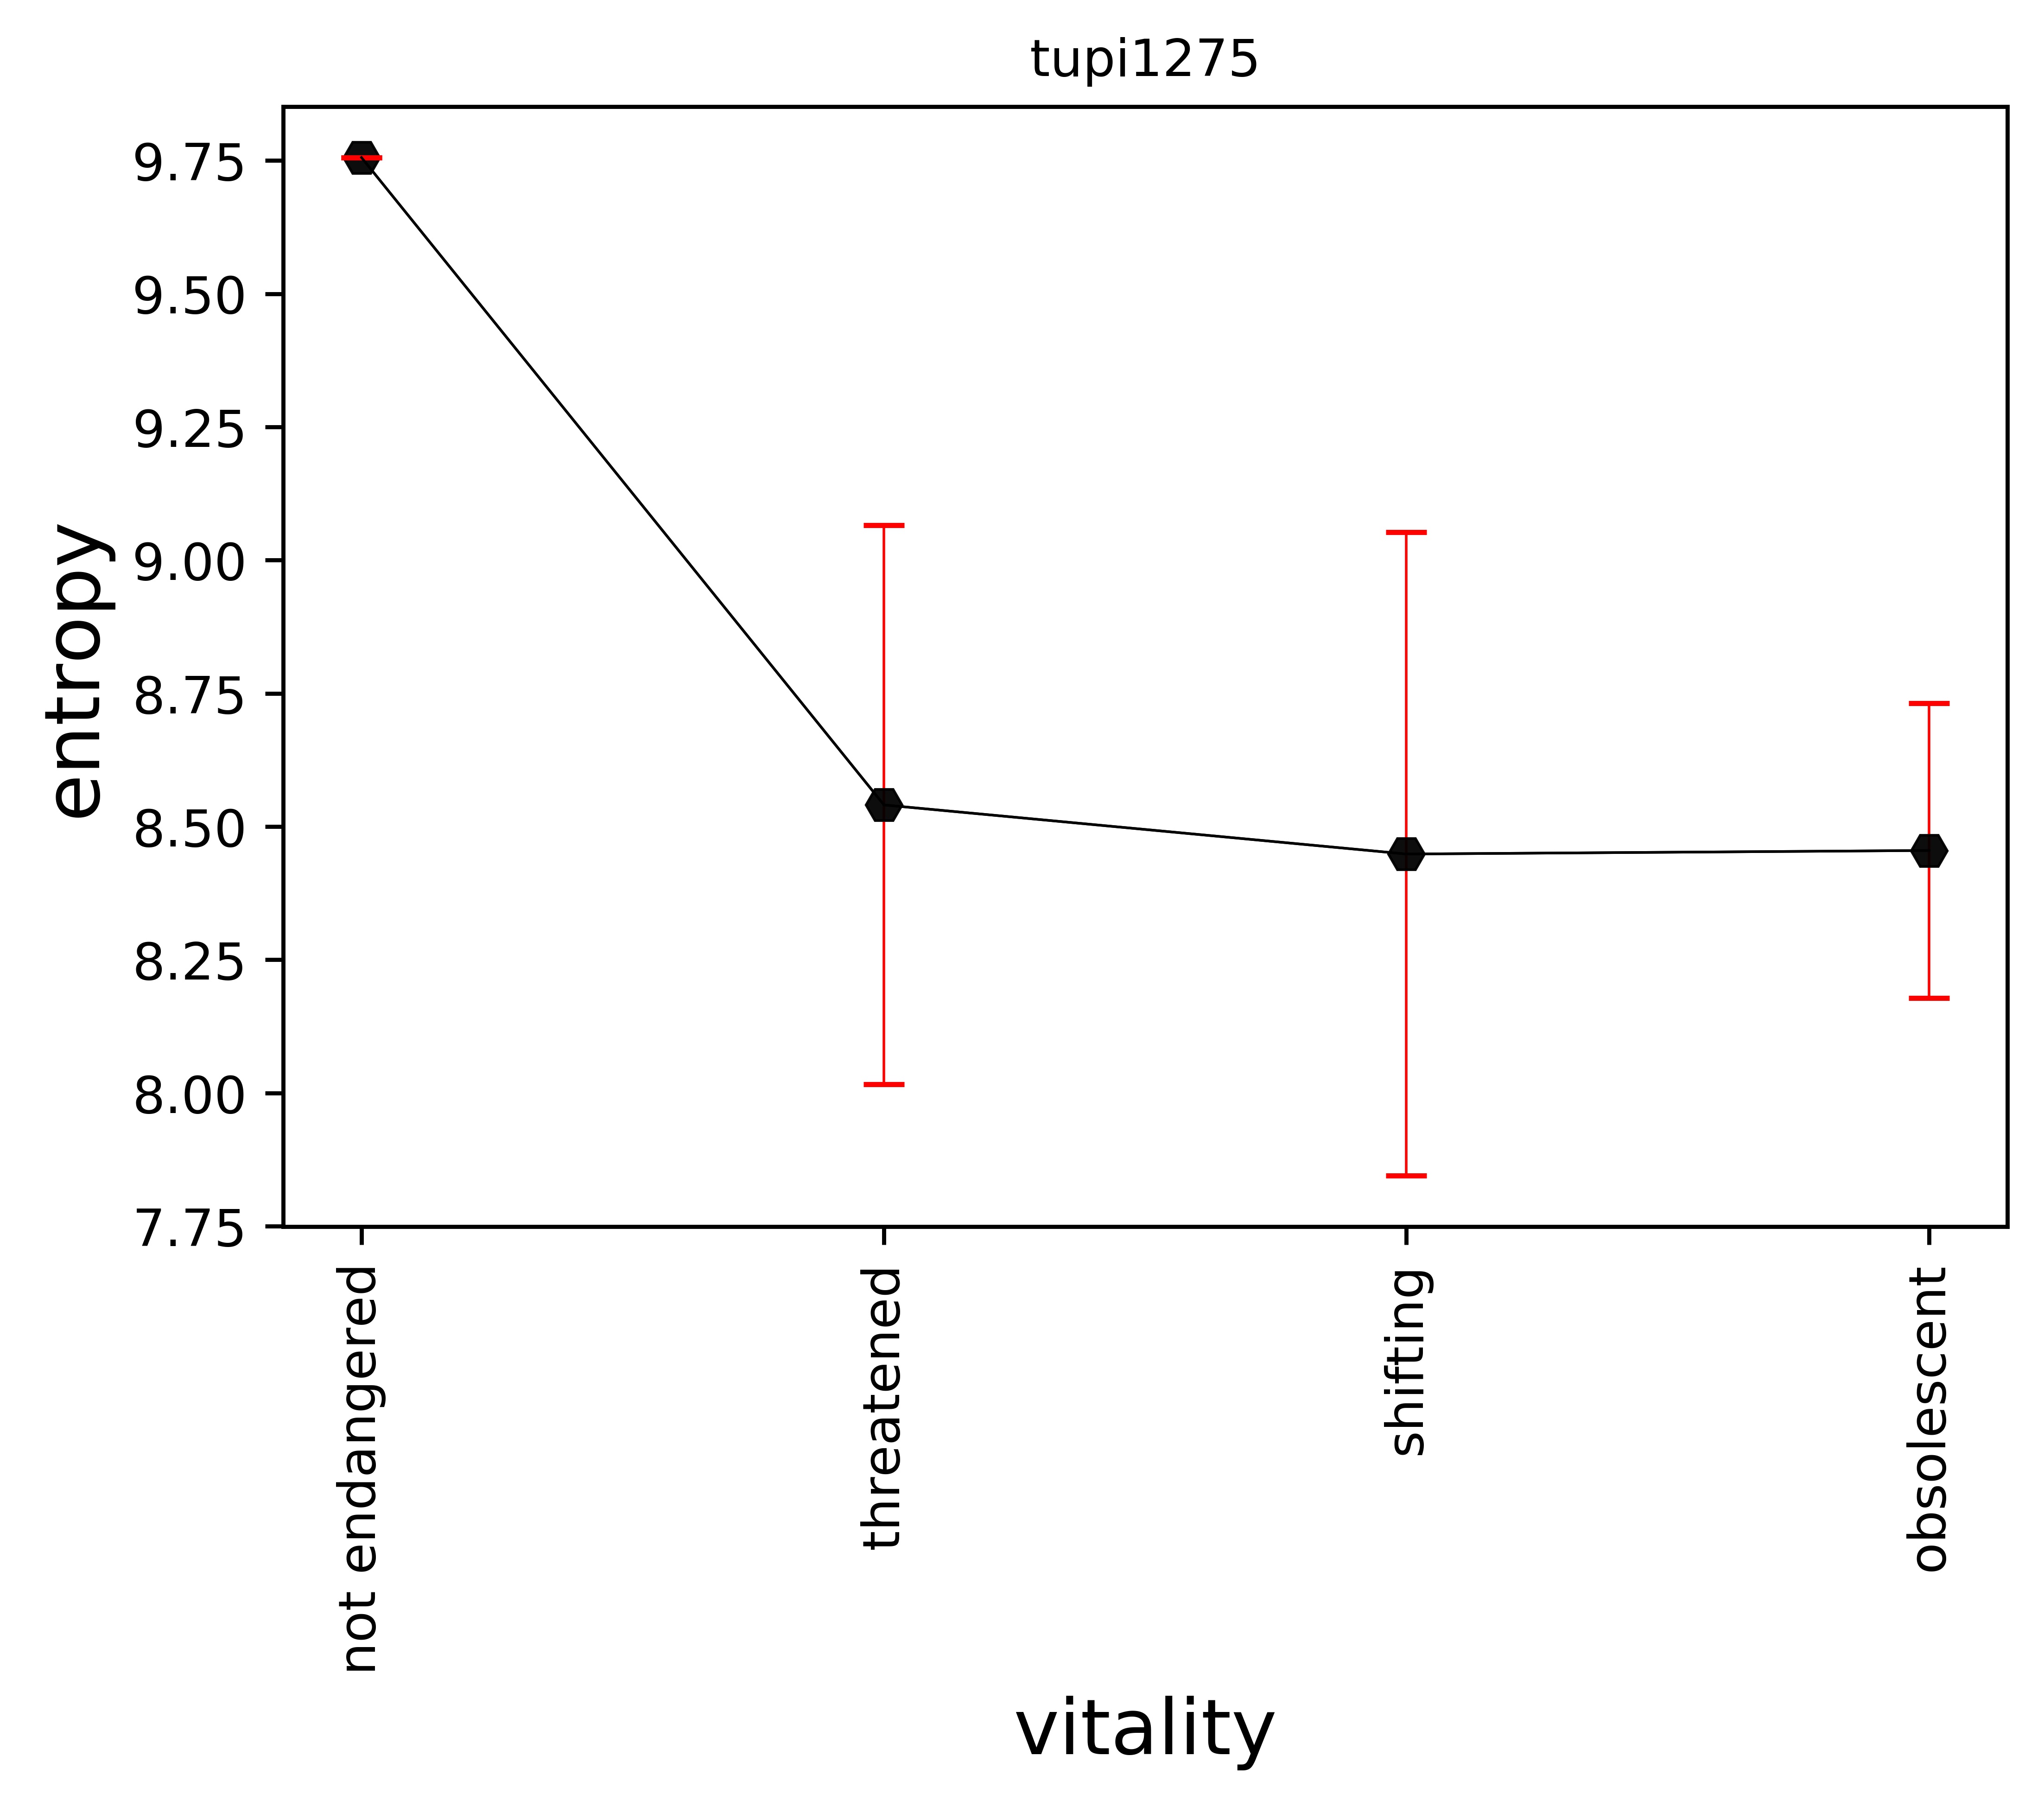 tupi1275
9.75
9.50
9.25
9.00
8.75
8.50
8.25
8.00
7.75
entropy
not endangered
threatened
shifting
obsolescent
vitality